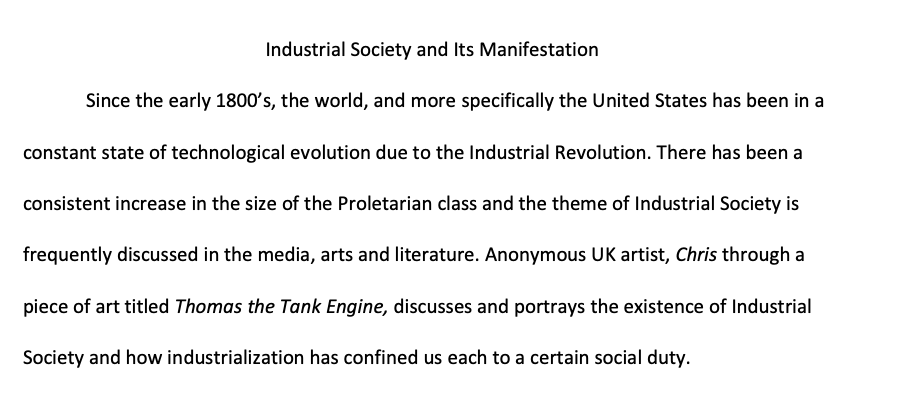 Industrial Society and Its Manifestation
Since the early 1800’s, the world, and more specifically the United States has been in a
constant state of technological evolution due to the Industrial Revolution. There has been a
consistent increase in the size of the Proletarian class and the theme of Industrial Society is
frequently discussed in the media, arts and literature. Anonymous UK artist, Chris through a
piece of art titled Thomas the Tank Engine, discusses and portrays the existence of Industrial
Society and how industrialization has confined us each to a certain social duty.